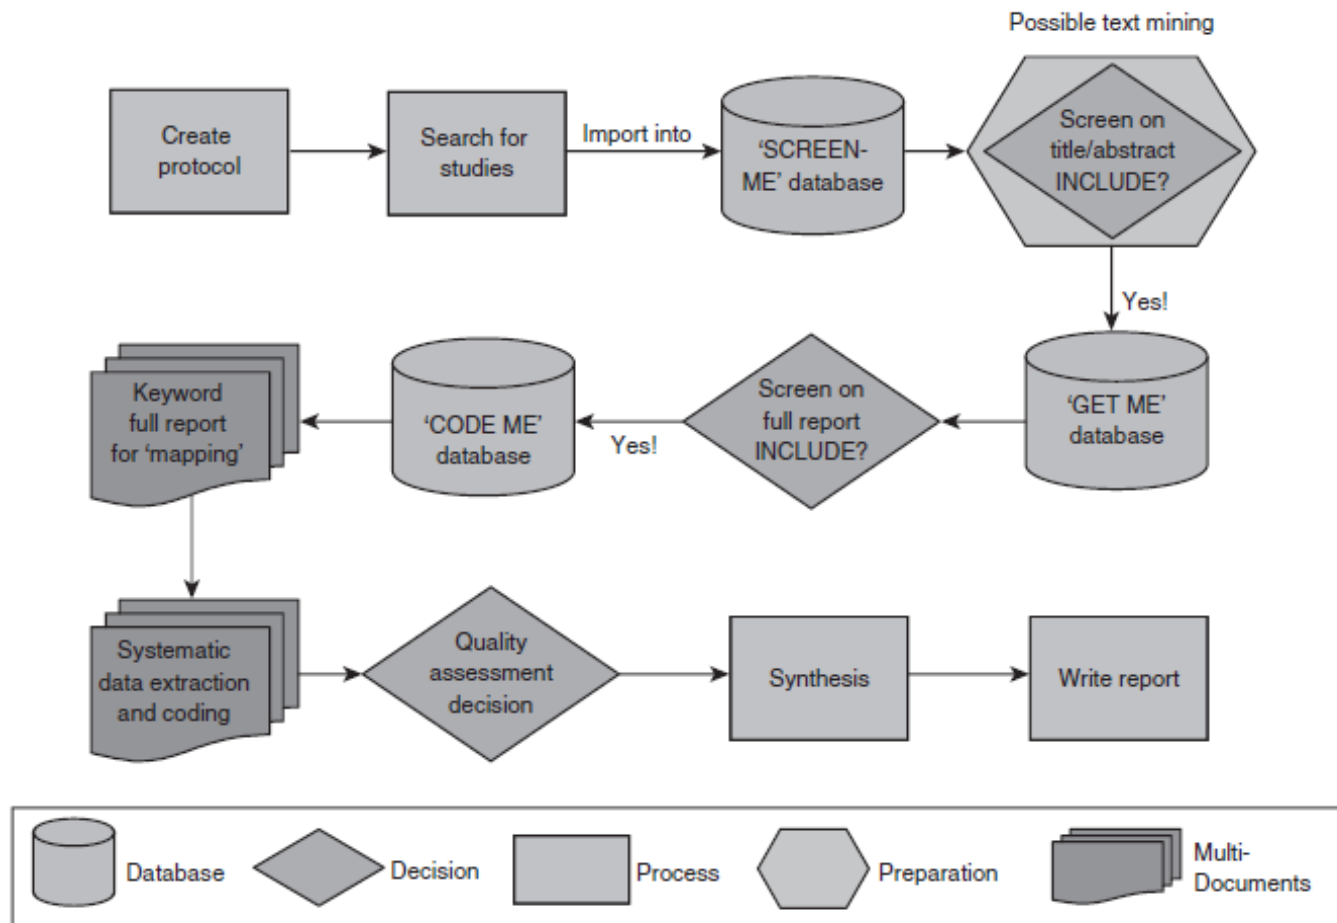 Possible text mining
Create
protocol
Search for
studies
Import into
‘SCREEN-
ME’ database
Screen on
title/abstract
INCLUDE?
Yes!
Keyword
full report
for ‘mapping’
‘CODE ME’
database
Yes!
Screen on
full report
INCLUDE?
‘GET ME’
database
Systematic
data extraction
and coding
Quality
assessment
decision
Synthesis
Write report
Database
Decision
Process
Preparation
Multi-
Documents